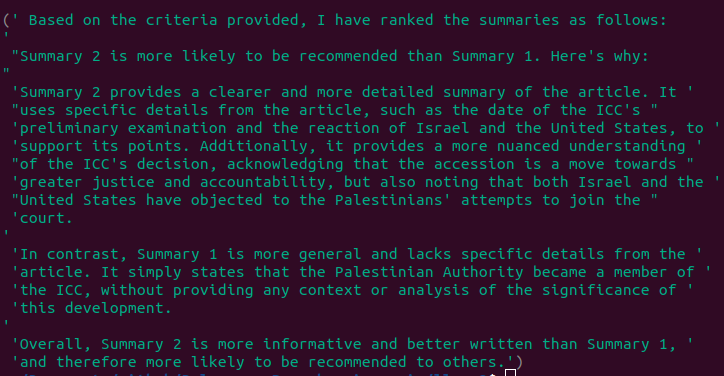 (' Based on the criteria provided, I have ranked the summaries as follows:
'
"Summary 2 is more likely to be recommended than Summary 1. Here's why:
"
'Summary 2 provides a clearer and more detailed summary of the article. It '
"uses specific details from the article, such as the date of the ICC's "
'preliminary examination and the reaction of Israel and the United States, to '
'support its points. Additionally, it provides a more nuanced understanding '
"of the ICC's decision, acknowledging that the accession is a move towards "
'greater justice and accountability, but also noting that both Israel and the '
"United States have objected to the Palestinians' attempts to join the "
'court.
'
'In contrast, Summary 1 is more general and lacks specific details from the '
'article. It simply states that the Palestinian Authority became a member of '
'the ICC, without providing any context or analysis of the significance of '
'this development.
'
'Overall, Summary 2 is more informative and better written than Summary 1, '
'and therefore more likely to be recommended to others.')